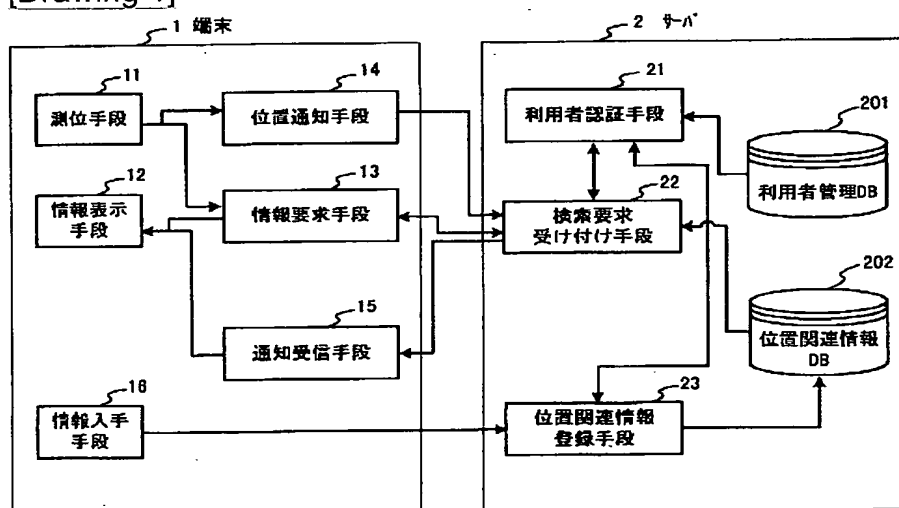 [Drawing 1]
1 端末
2 サーバ
11
測位手段
14
位置通知手段
21
利用者認証手段
201
利用者管理DB
12
情報表示
手段
13
情報要求手段
22
検索要求
受け付け手段
202
位置関連情報
DB
15
通知受信手段
16
情報入手
手段
23
位置関連情報
登録手段